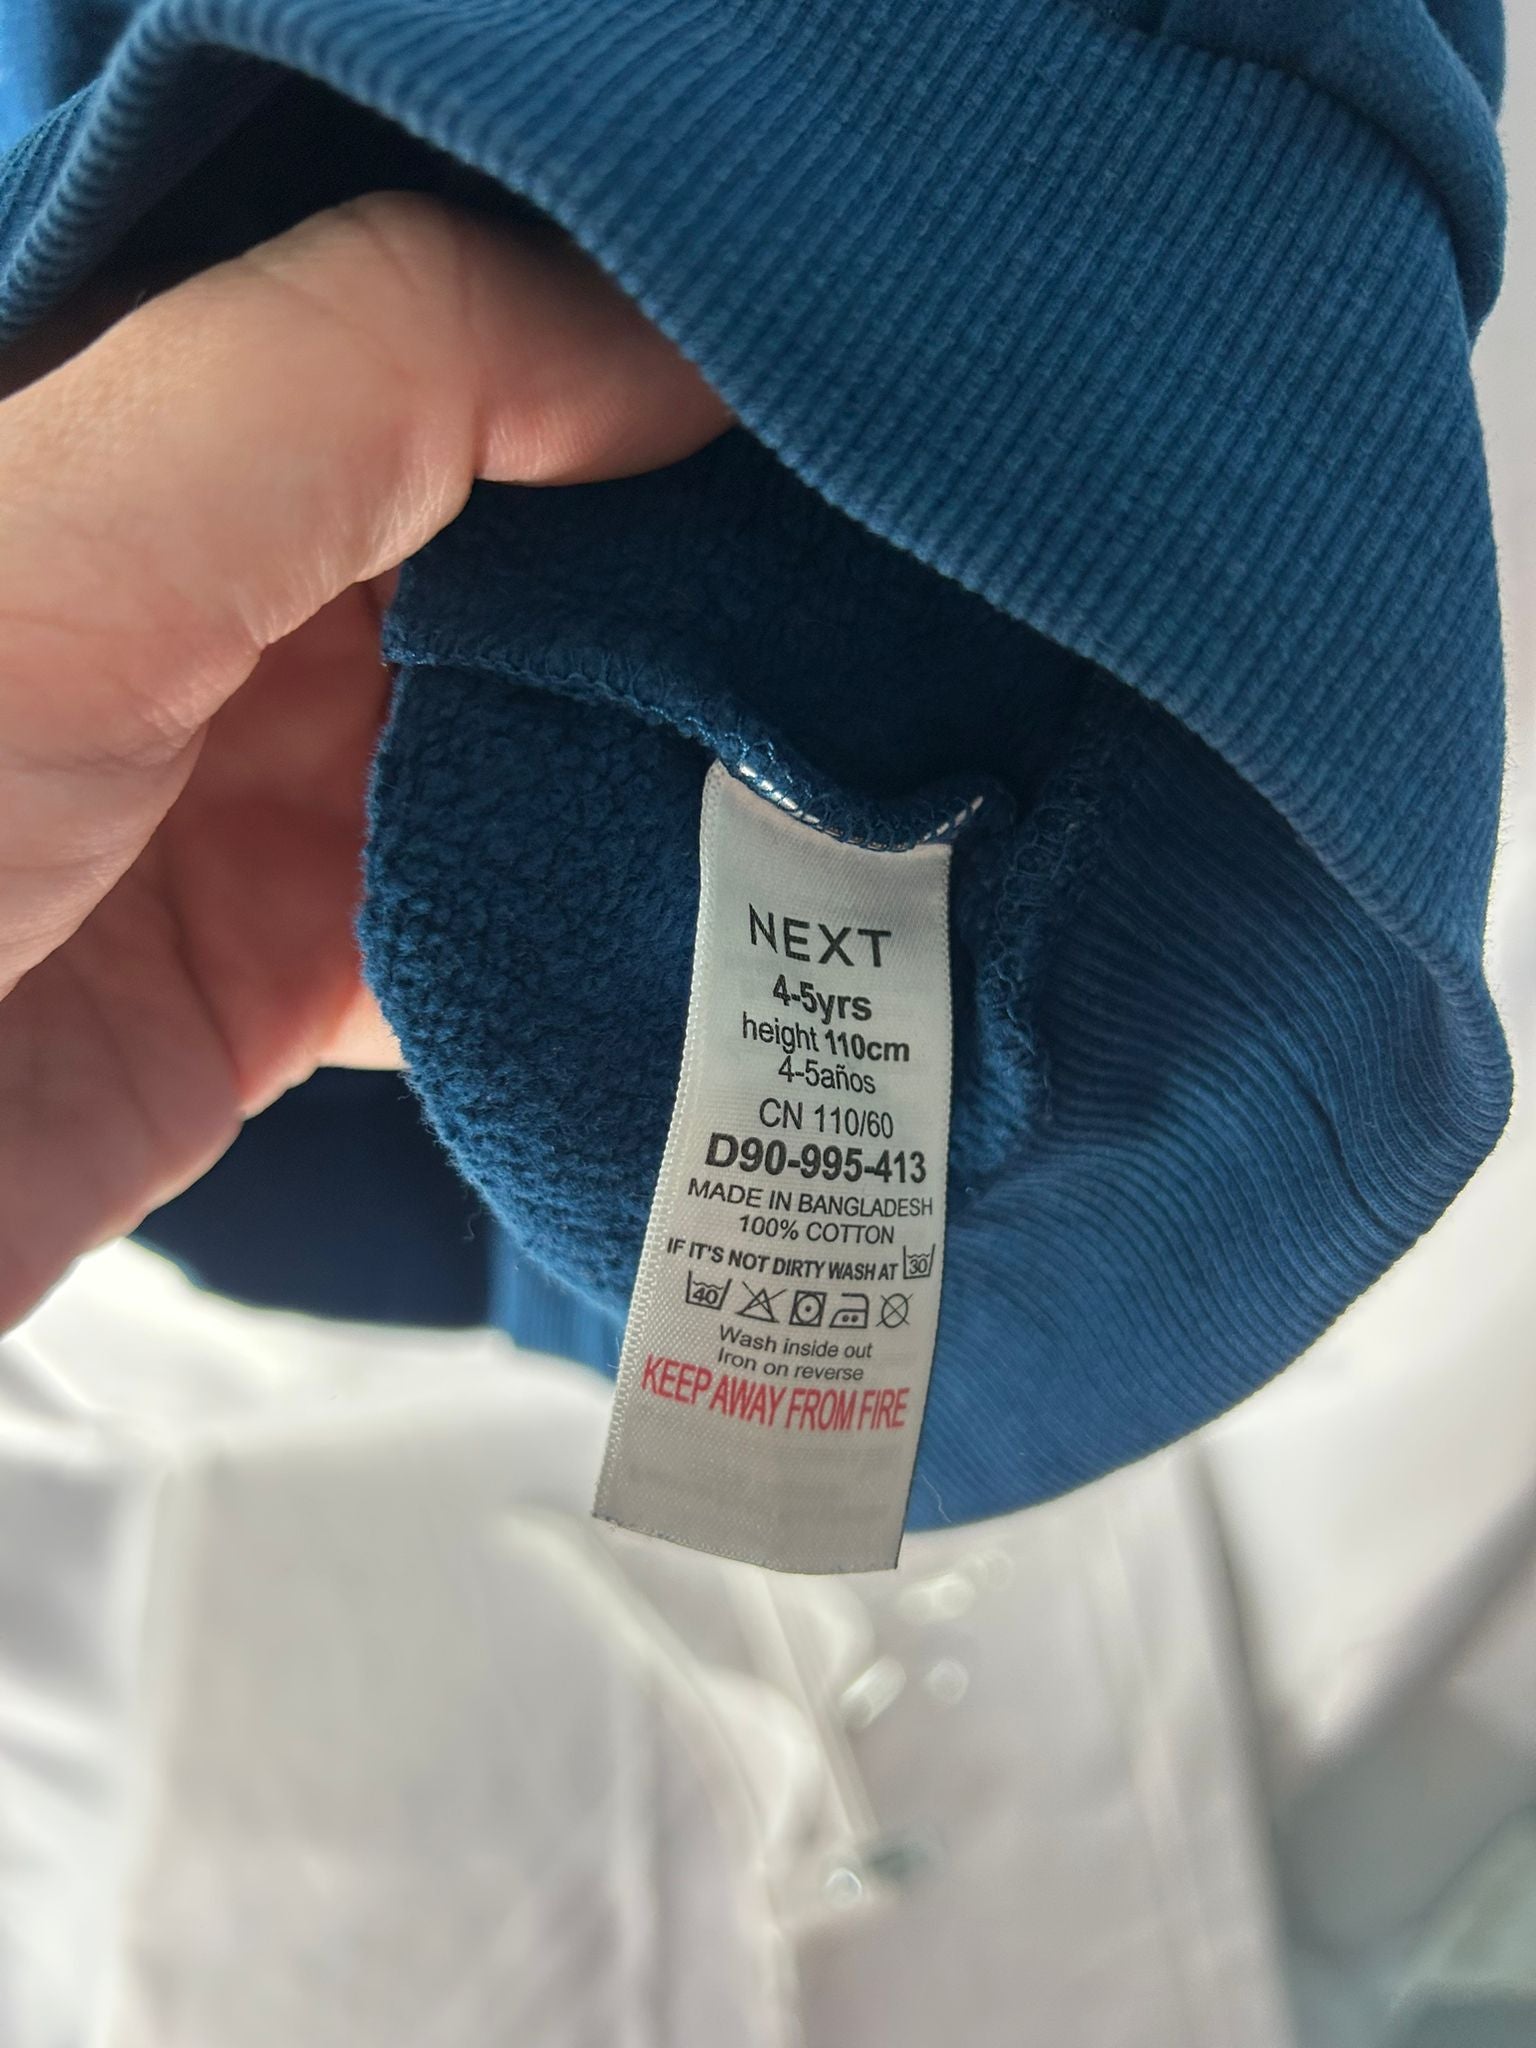 NEXT
4-5yrs
height 110cm
4-5años
CN 110/60
D90-995-413
MADE IN BANGLADESH
100% COTTON
IF IT'S NOT DIRTY WASH AT 30
40
Wash inside out
Iron on reverse
KEEP AWAY FROM FIRE